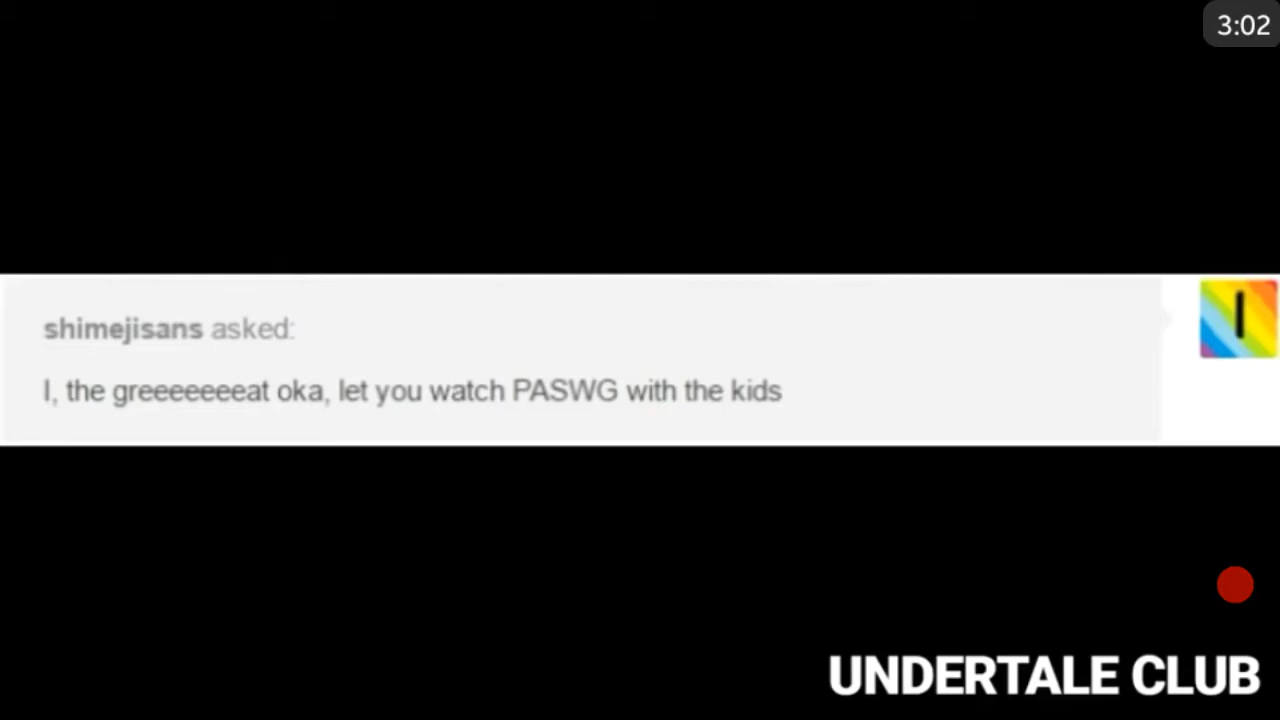 3:02
shimejisans asked:
I, the greeeeeeeat oka, let you watch PASWG with the kids
UNDERTALE CLUB